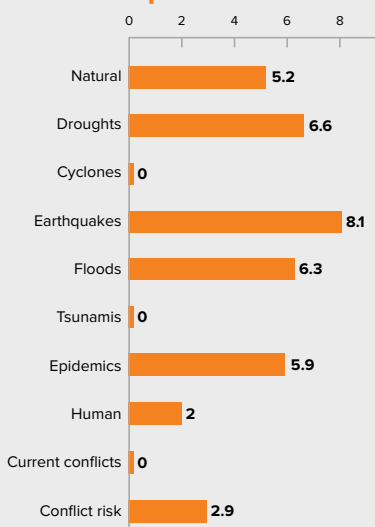 0 2 4 6 8
Natural 5.2
Droughts 6.6
Cyclones 0
Earthquakes 8.1
Floods 6.3
Tsunamis 0
Epidemics 5.9
Human 2
Current conflicts 0
Conflict risk 2.9